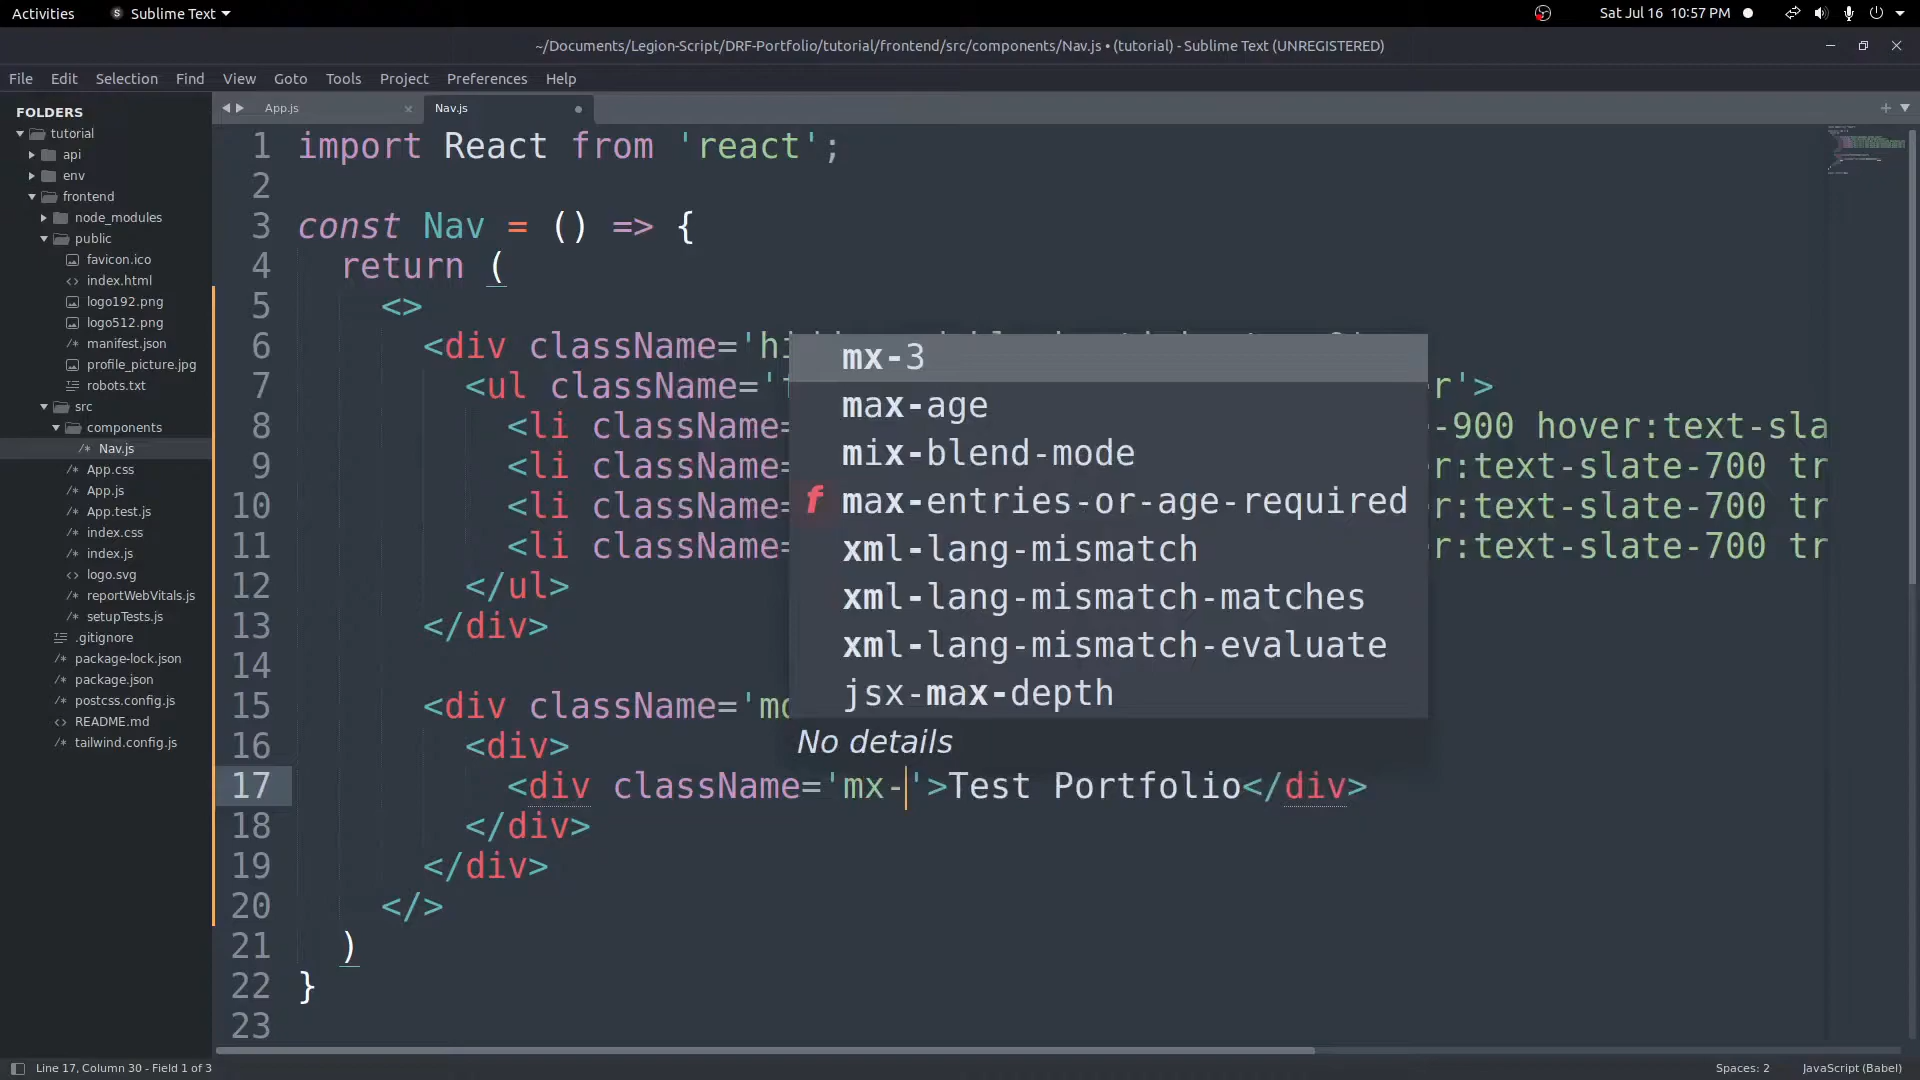 Activities
Sublime Text
Sat Jul 16 10:57 PM
~/Documents/Legion-Script/DRF-Portfolio/tutorial/frontend/src/components/Nav.js • (tutorial) - Sublime Text (UNREGISTERED)
File Edit Selection Find View Goto Tools Project Preferences Help
FOLDERS
tutorial
api
env
frontend
node_modules
public
favicon.ico
index.html
logo192.png
logo512.png
manifest.json
profile_picture.jpg
robots.txt
src
components
Nav.js
App.css
App.js
App.test.js
index.css
index.js
logo.svg
reportWebVitals.js
setupTests.js
.gitignore
package-lock.json
package.json
postcss.config.js
README.md
tailwind.config.js
App.js
Nav.js
1 import React from 'react';
2
3 const Nav = () => {
4 return (
5 <>
6 <div className='hi
7 <ul className=' r'>
8 <li className= -900 hover:text-sla
9 <li className= r:text-slate-700 tr
10 <li className= r:text-slate-700 tr
11 <li className= r:text-slate-700 tr
12 </ul>
13 </div>
14
15 <div className='mo
16 <div>
17 <div className='mx-'>Test Portfolio</div>
18 </div>
19 </div>
20 </>
21 )
22 }
23
mx-3
max-age
mix-blend-mode
f max-entries-or-age-required
xml-lang-mismatch
xml-lang-mismatch-matches
xml-lang-mismatch-evaluate
jsx-max-depth
No details
Line 17, Column 30 - Field 1 of 3
Spaces: 2
JavaScript (Babel)